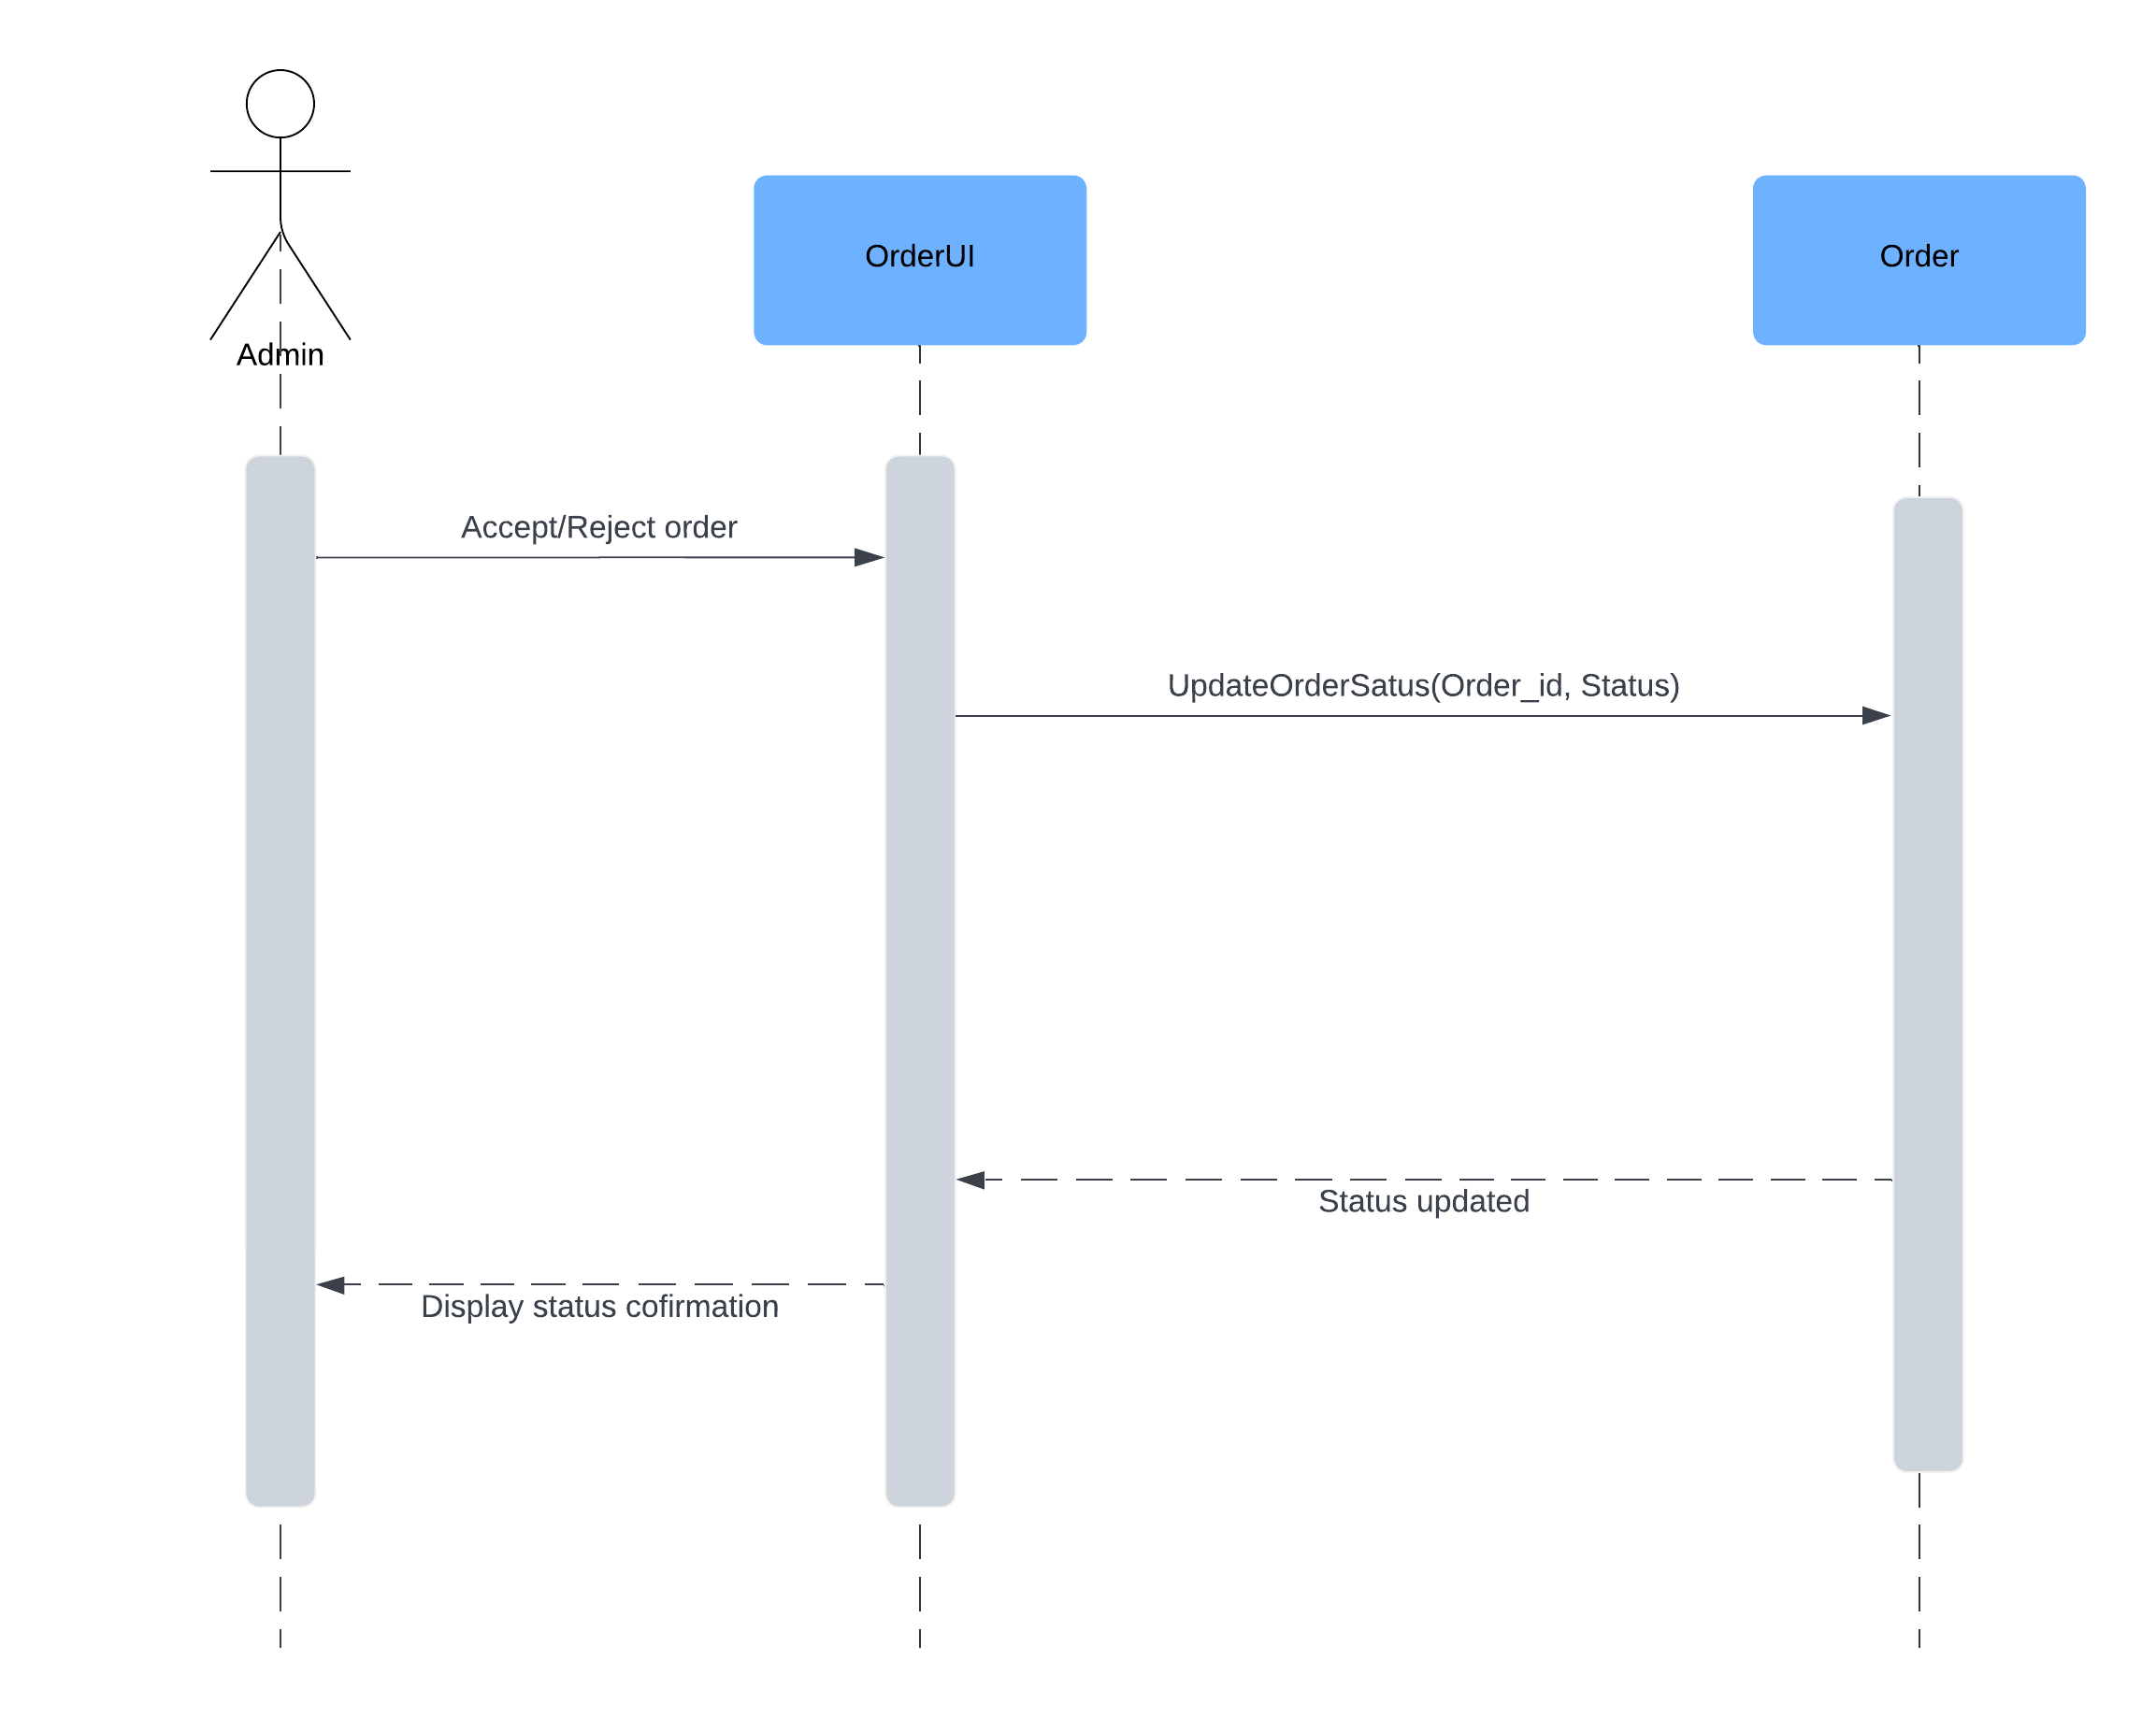 OrderUI
Order
Admin
Accept/Reject order
UpdateOrderSatus(Order_id, Status)
Status updated
Display status cofirmation